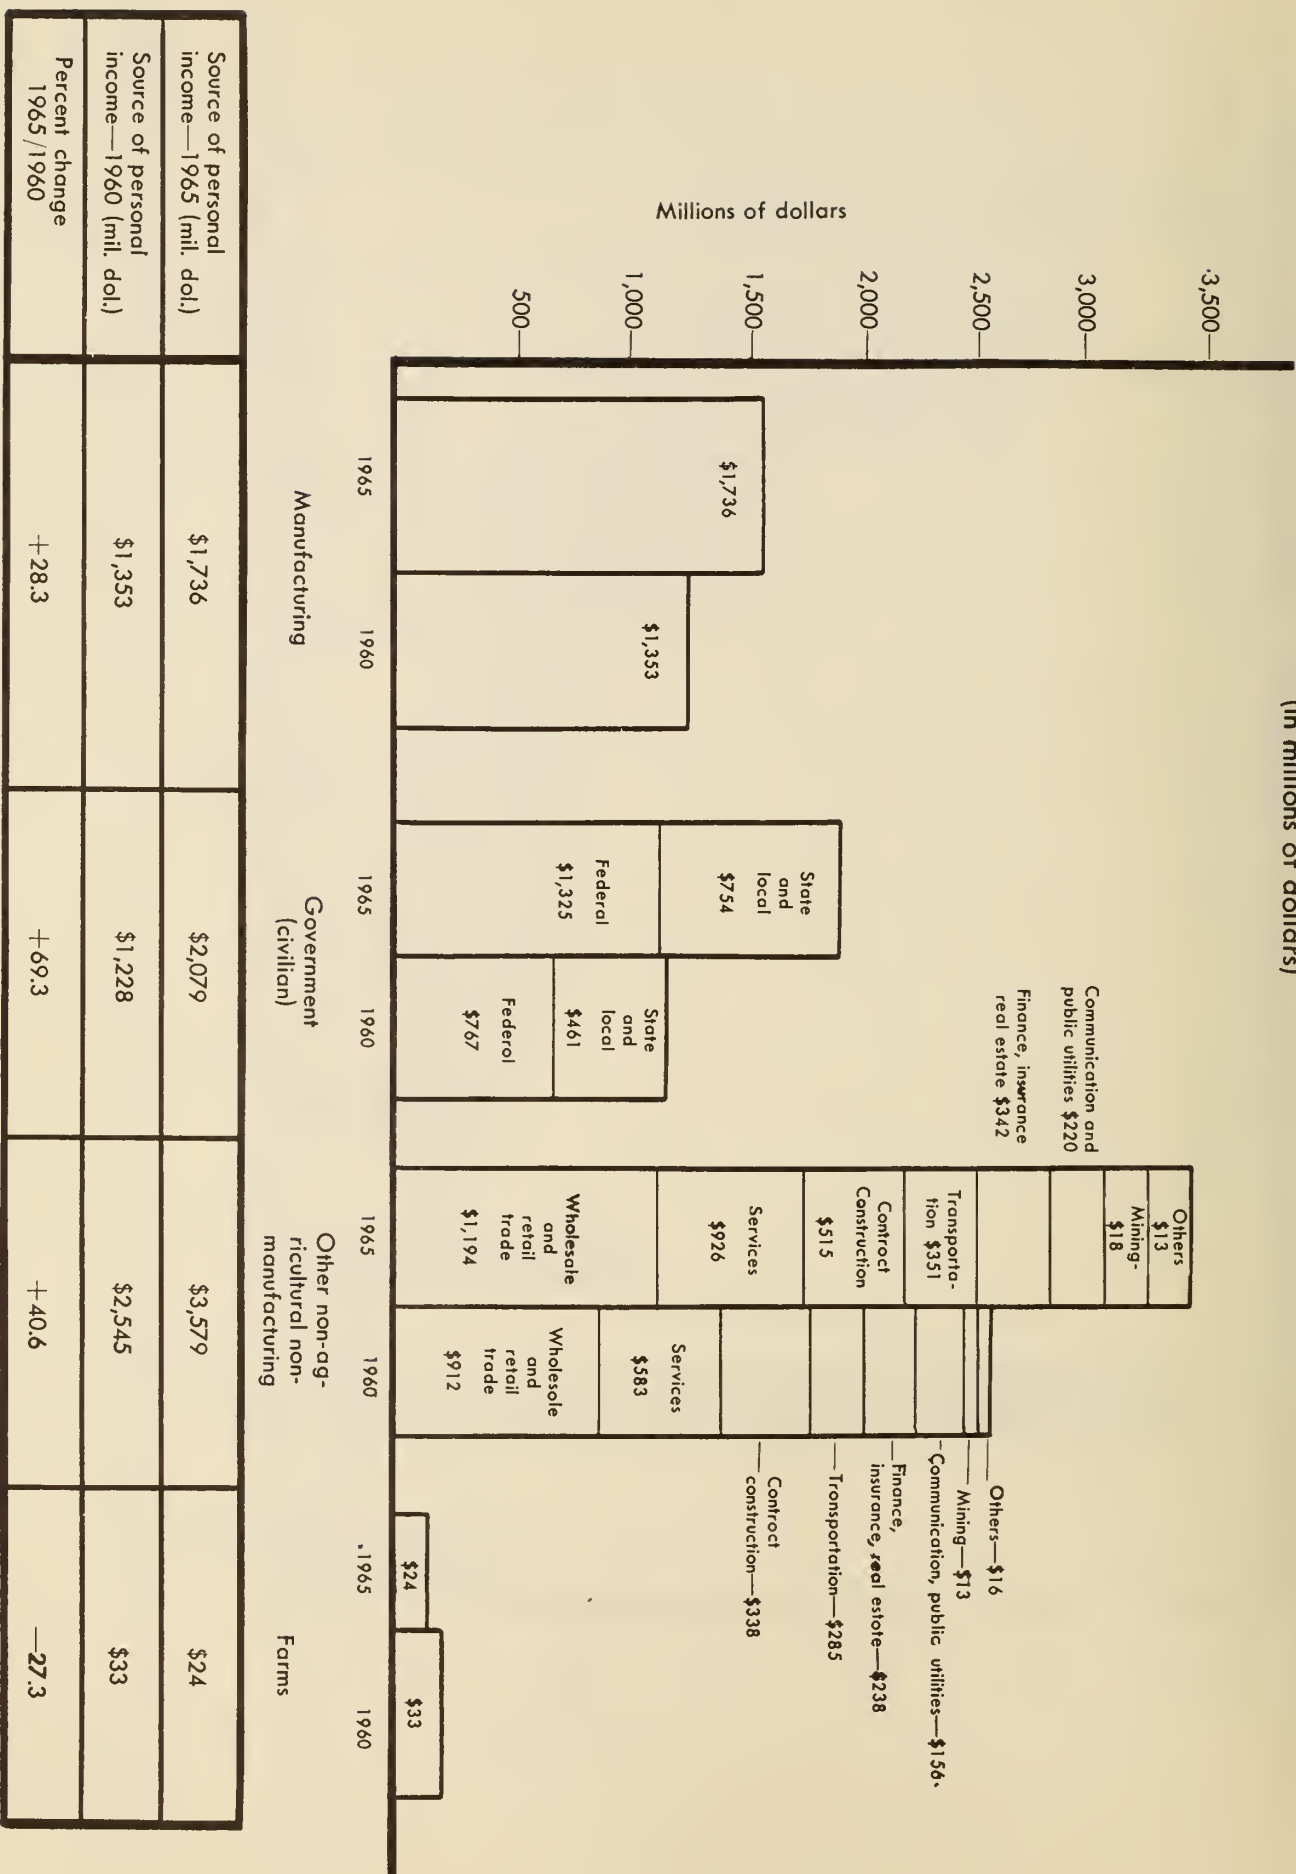 (in millions of dollars)
Millions of dollars
3,500
3,000
2,500
2,000
1,500
1,000
500
$1,736
$1,353
State
and
local
$754
Federal
$1,325
State
and
local
$461
Federol
$767
Communication and
public utilities $220
Finance, insurance
real estate $342
Others
$13
Mining-
$18
Transporta-
tion $351
Controct
Construction
$515
Services
$926
Wholesale
and
retail
trade
$1,194
Services
$583
Wholesole
and
retail
trade
$912
Others—$16
Mining—$13
Communication, public utilities—$156
Finance,
insurance, real estote—$238
Tronsportation—$285
Controct
construction—$338
$24
$33
1965
1960
1965
1960
1965
1960
1965
1960
Manufacturing
Government
(civilian)
Other non-ag-
ricultural non-
manufacturing
Farms
Source of personal
income—1965 (mil. dol.)
$1,736
$2,079
$3,579
$24
Source of personal
income—1960 (mil. dol.)
$1,353
$1,228
$2,545
$33
Percent change
1965/1960
+28.3
+69.3
+40.6
—27.3